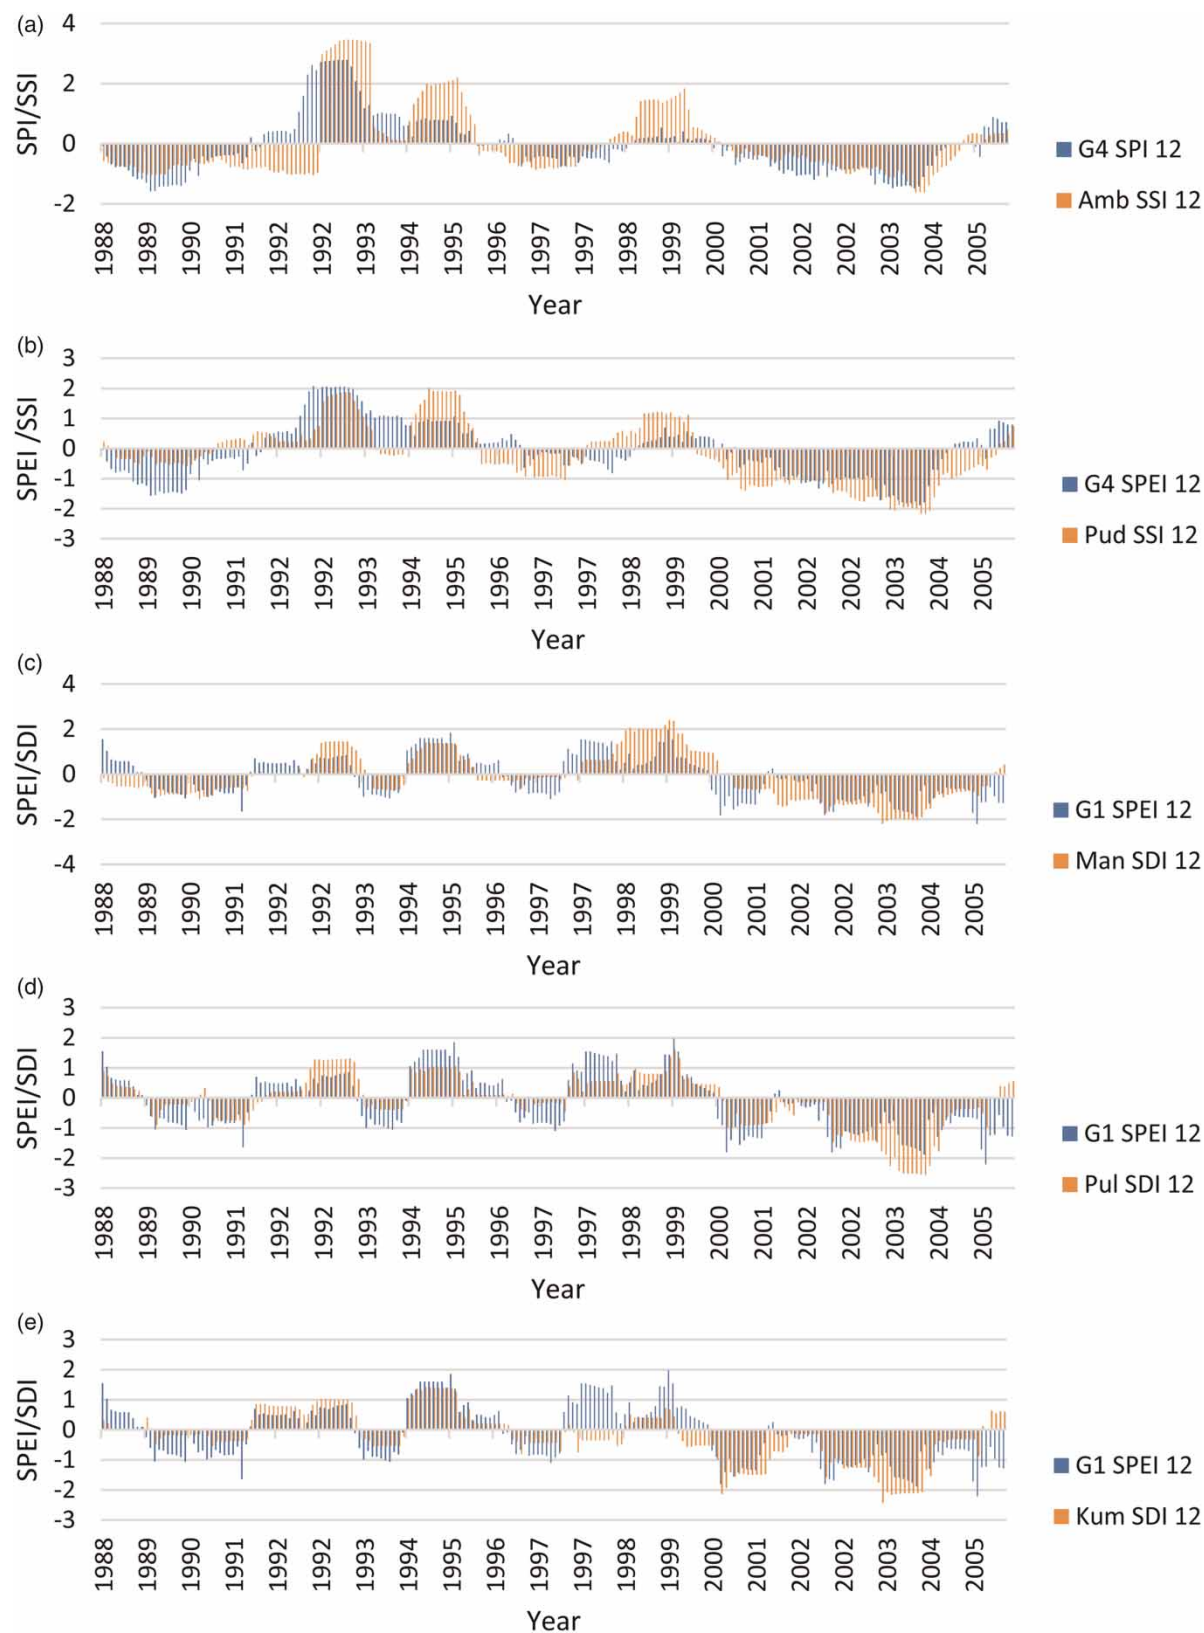 (a)
4
2
0
-2
SPI/SSI
1988 1989 1990 1991 1992 1992 1993 1994 1995 1996 1997 1997 1998 1999 2000 2001 2002 2002 2003 2004 2005
Year
G4 SPI 12
Amb SSI 12
(b)
3
2
1
0
-1
-2
-3
SPEI /SSI
1988 1989 1990 1991 1992 1992 1993 1994 1995 1996 1997 1997 1998 1999 2000 2001 2002 2002 2003 2004 2005
Year
G4 SPEI 12
Pud SSI 12
(c)
4
2
0
-2
-4
SPEI/SDI
1988 1989 1990 1991 1992 1992 1993 1994 1995 1996 1997 1997 1998 1999 2000 2001 2002 2002 2003 2004 2005
Year
G1 SPEI 12
Man SDI 12
(d)
3
2
1
0
-1
-2
-3
SPEI/SDI
1988 1989 1990 1991 1992 1992 1993 1994 1995 1996 1997 1997 1998 1999 2000 2001 2002 2002 2003 2004 2005
Year
G1 SPEI 12
Pul SDI 12
(e)
3
2
1
0
-1
-2
-3
SPEI/SDI
1988 1989 1990 1991 1992 1992 1993 1994 1995 1996 1997 1997 1998 1999 2000 2001 2002 2002 2003 2004 2005
Year
G1 SPEI 12
Kum SDI 12